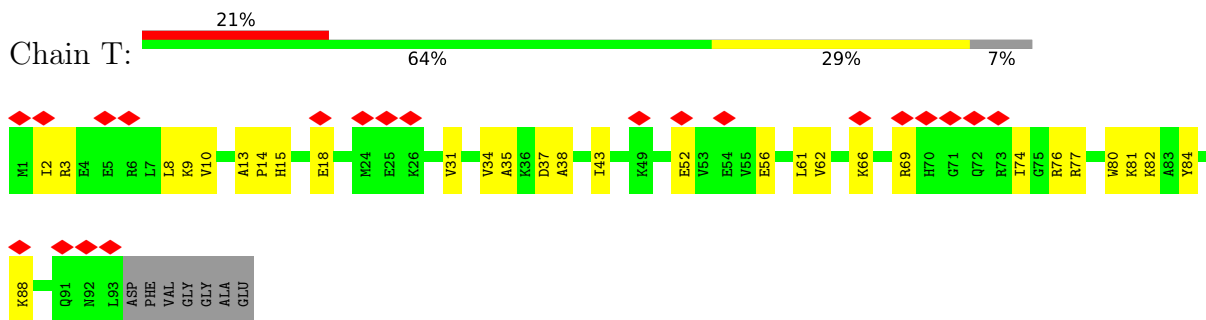 21%
Chain T:
64% 29% 7%
M1 I2 R3 E4 E5 R6 L7 L8 K9 V10 A13 P14 H15 E18 M24 E25 K26 V31 V34 A35 K36 D37 A38 I43 K49 E52 V53 E54 V55 E56 L61 V62 K66 R69 H70 G71 Q72 R73 I74 G75 R76 R77 W80 K81 K82 A83 Y84
K88 Q91 N92 L93 ASP PHE VAL GLY GLY ALA GLU